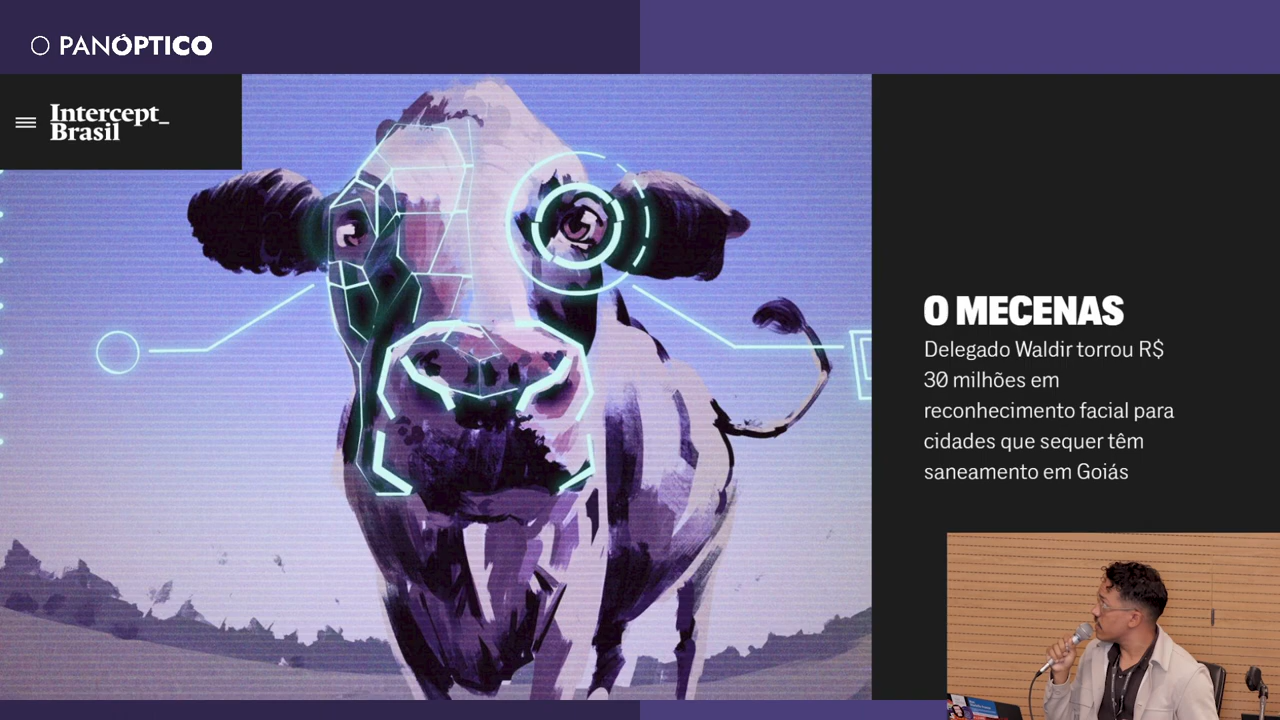 O PANÓPTICO
Intercept_
Brasil
O MECENAS
Delegado Waldir torrou R$
30 milhões em
reconhecimento facial para
cidades que sequer têm
saneamento em Goiás